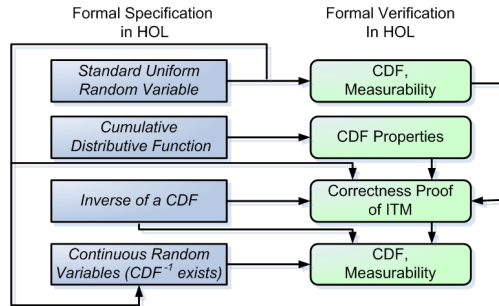 Formal Specification
in HOL
Formal Verification
In HOL
Standard Uniform
Random Variable
CDF,
Measurability
Cumulative
Distributive Function
CDF Properties
Inverse of a CDF
Correctness Proof
of ITM
Continuous Random
Variables (CDF⁻¹ exists)
CDF,
Measurability